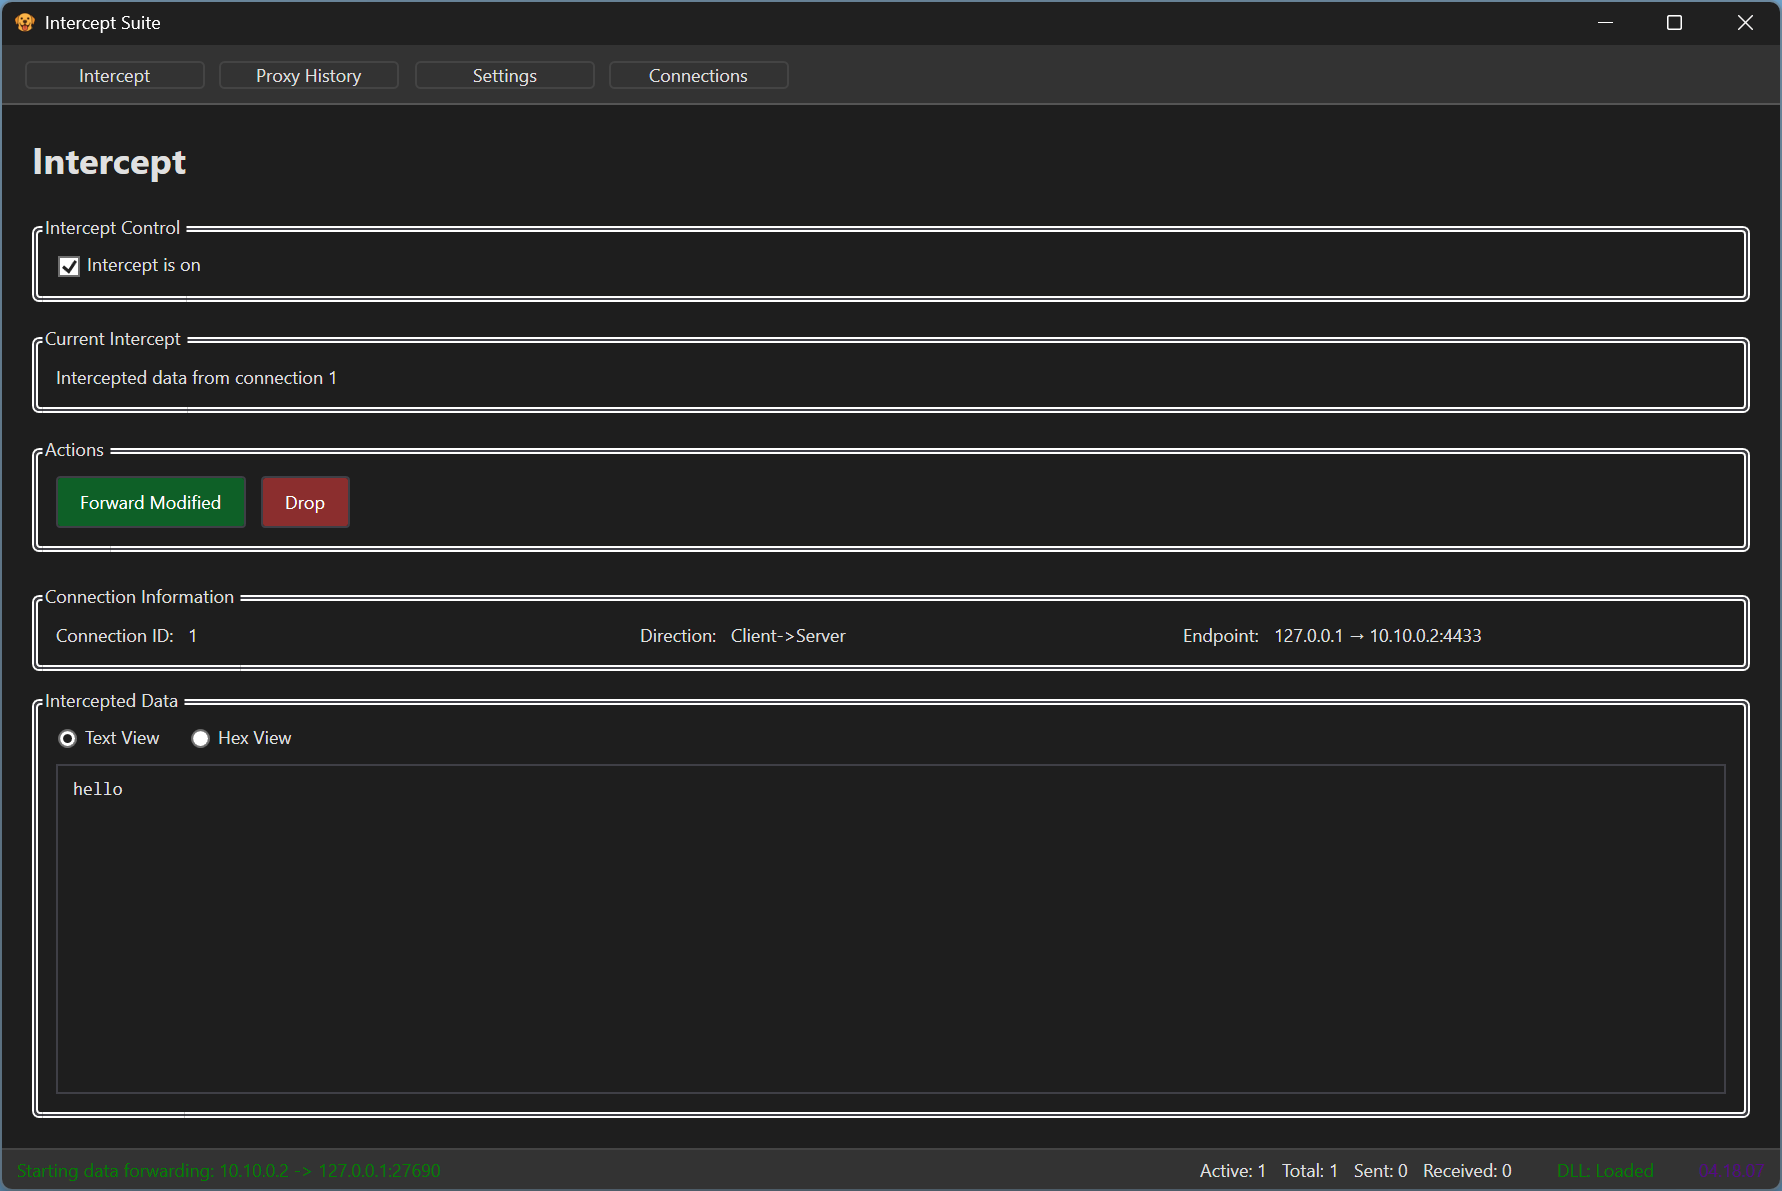 Intercept Suite
Intercept Proxy History Settings Connections
Intercept
Intercept Control
Intercept is on
Current Intercept
Intercepted data from connection 1
Actions
Forward Modified Drop
Connection Information
Connection ID: 1 Direction: Client->Server Endpoint: 127.0.0.1 → 10.10.0.2:4433
Intercepted Data
Text View Hex View
hello
Starting data forwarding: 10.10.0.2 -> 127.0.0.1:27690 Active: 1 Total: 1 Sent: 0 Received: 0 DLL: Loaded